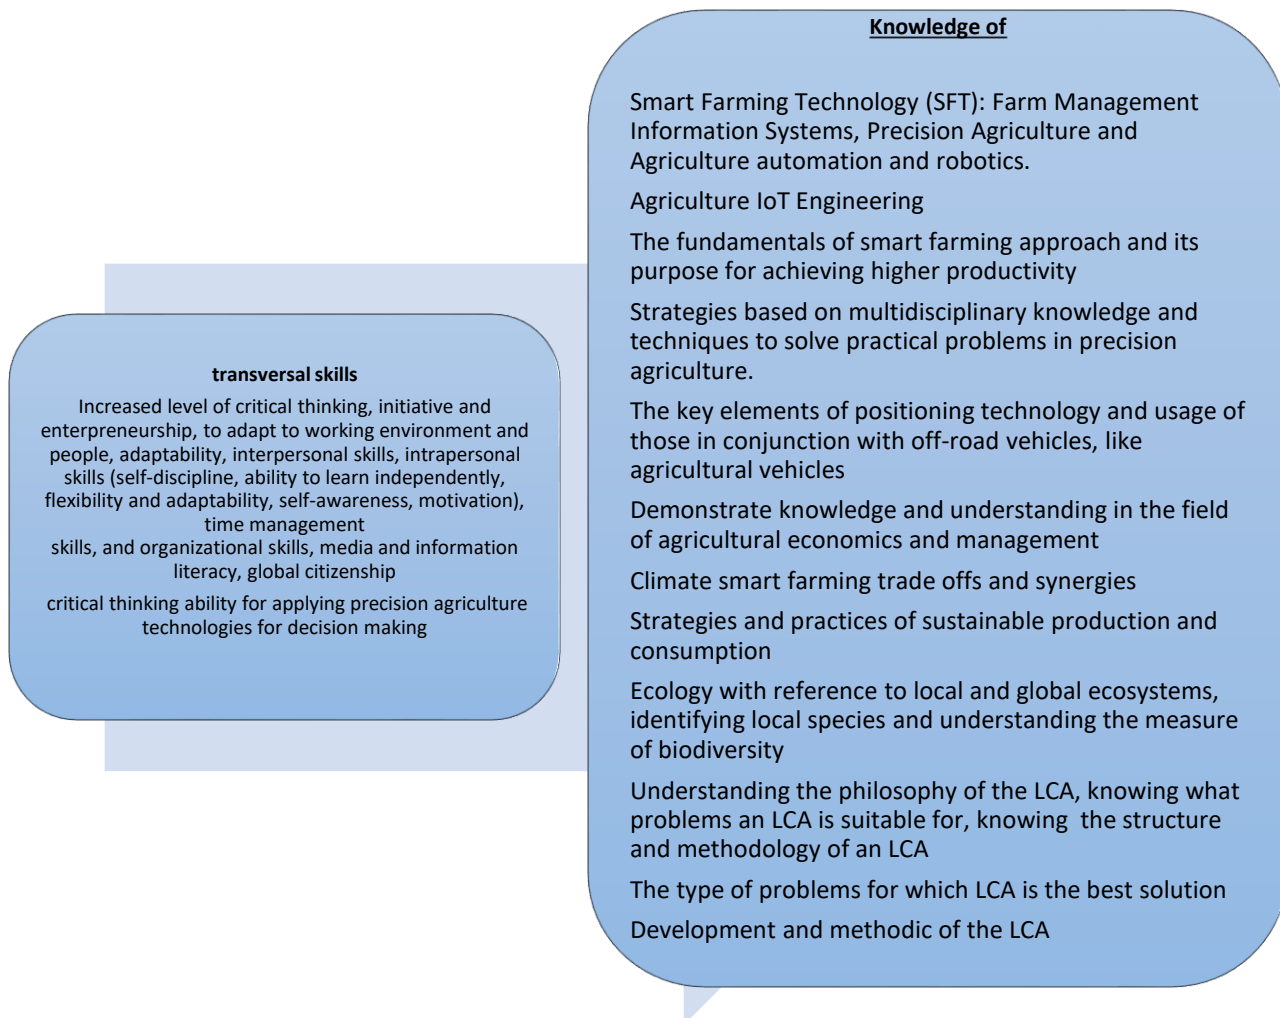 transversal skills
Increased level of critical thinking, initiative and
enterpreneurship, to adapt to working environment and
people, adaptability, interpersonal skills, intrapersonal
skills (self-discipline, ability to learn independently,
flexibility and adaptability, self-awareness, motivation),
time management
skills, and organizational skills, media and information
literacy, global citizenship
critical thinking ability for applying precision agriculture
technologies for decision making
Knowledge of
Smart Farming Technology (SFT): Farm Management
Information Systems, Precision Agriculture and
Agriculture automation and robotics.
Agriculture IoT Engineering
The fundamentals of smart farming approach and its
purpose for achieving higher productivity
Strategies based on multidisciplinary knowledge and
techniques to solve practical problems in precision
agriculture.
The key elements of positioning technology and usage of
those in conjunction with off-road vehicles, like
agricultural vehicles
Demonstrate knowledge and understanding in the field
of agricultural economics and management
Climate smart farming trade offs and synergies
Strategies and practices of sustainable production and
consumption
Ecology with reference to local and global ecosystems,
identifying local species and understanding the measure
of biodiversity
Understanding the philosophy of the LCA, knowing what
problems an LCA is suitable for, knowing  the structure
and methodology of an LCA
The type of problems for which LCA is the best solution
Development and methodic of the LCA